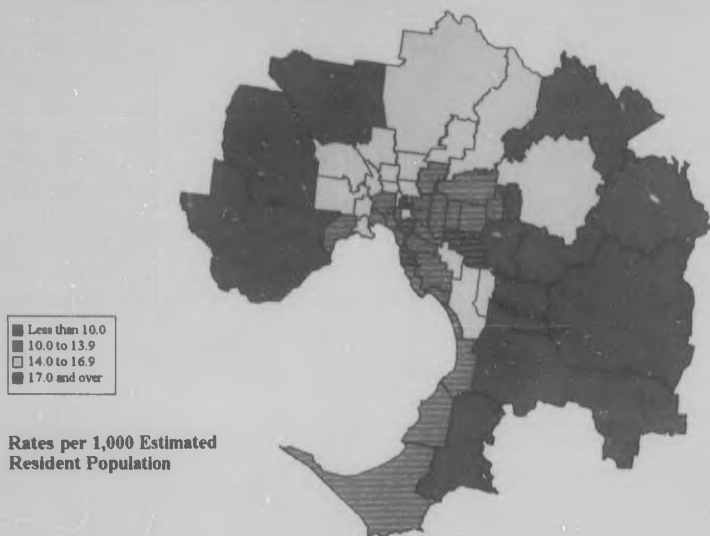 Less than 10.0
10.0 to 13.9
14.0 to 16.9
17.0 and over
Rates per 1,000 Estimated
Resident Population